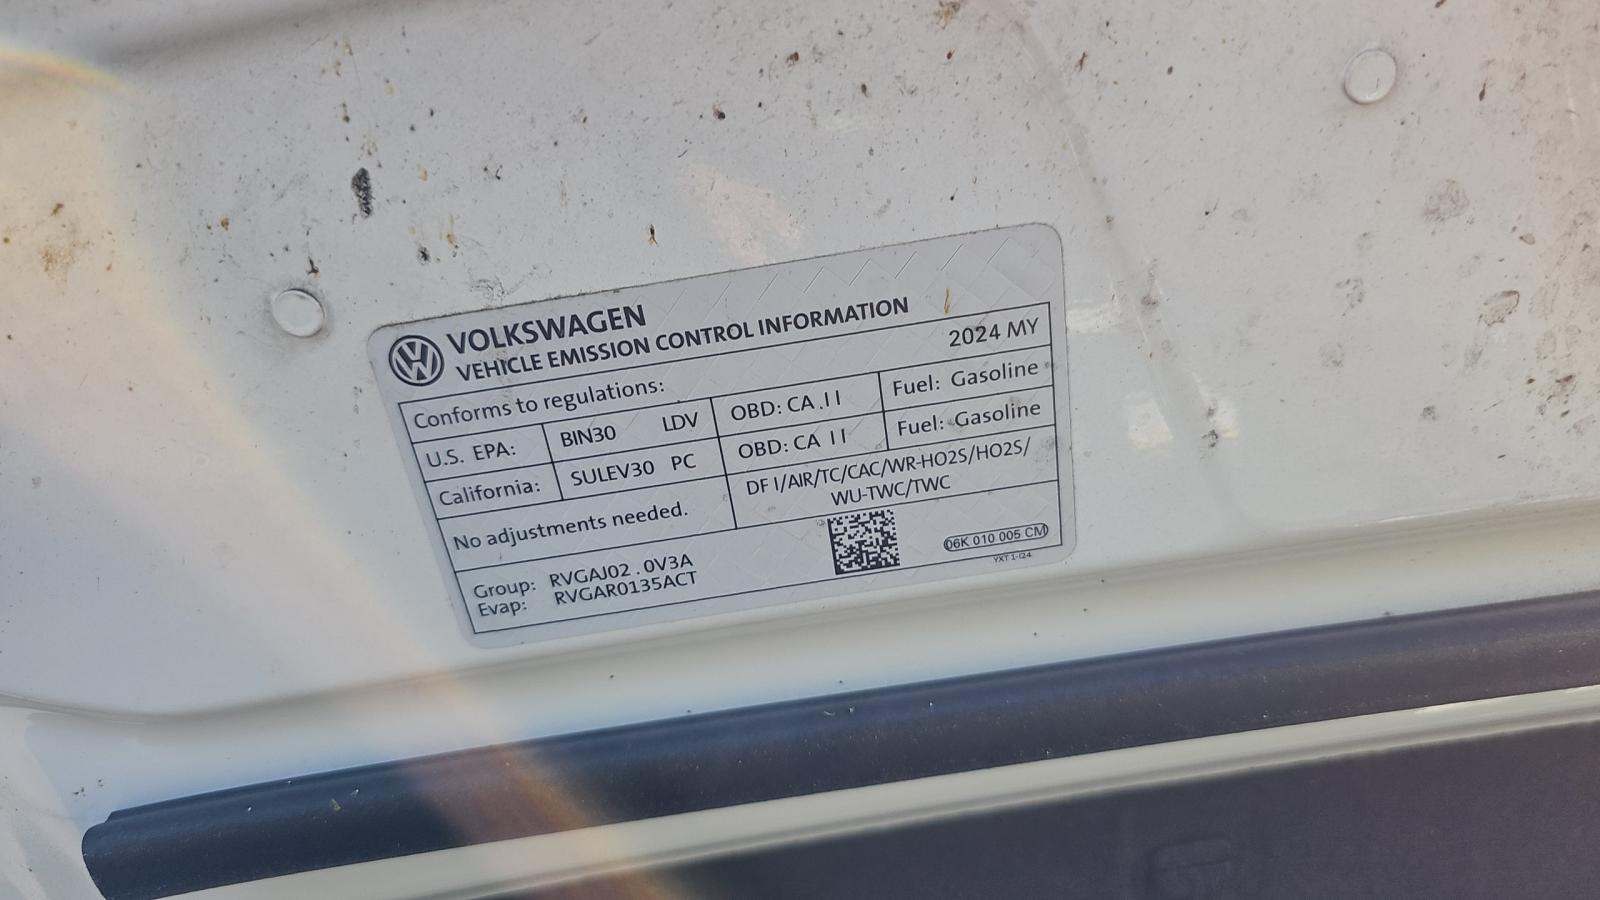 VOLKSWAGEN
VEHICLE EMISSION CONTROL INFORMATION
2024 MY
Conforms to regulations:
U.S. EPA: BIN30 LDV OBD: CA .II Fuel: Gasoline
California: SULEV30 PC OBD: CA II Fuel: Gasoline
No adjustments needed. DF I/AIR/TC/CAC/WR-HO2S/HO2S/
WU-TWC/TWC
Group: RVGAJ02 .0V3A
Evap: RVGAR0135ACT
06K 010 005 CM